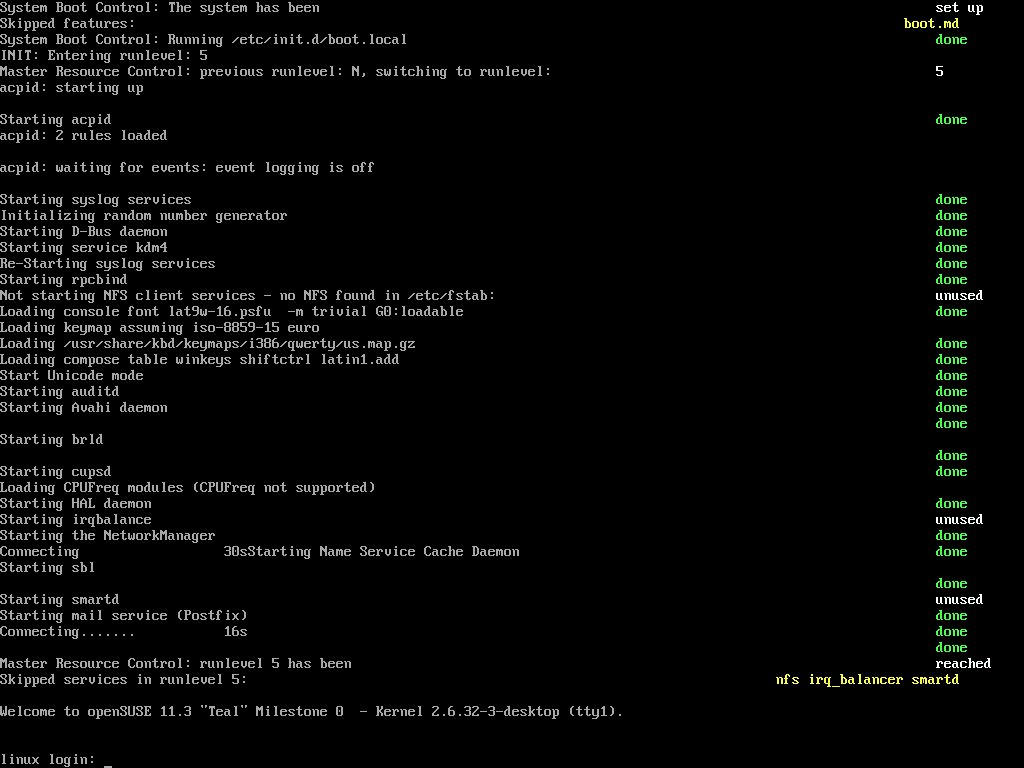 System Boot Control: The system has been set up
Skipped features: boot.md
System Boot Control: Running /etc/init.d/boot.local done
INIT: Entering runlevel: 5
Master Resource Control: previous runlevel: N, switching to runlevel: 5
acpid: starting up
Starting acpid done
acpid: 2 rules loaded
acpid: waiting for events: event logging is off
Starting syslog services done
Initializing random number generator done
Starting D-Bus daemon done
Starting service kdm4 done
Re-Starting syslog services done
Starting rpcbind done
Not starting NFS client services - no NFS found in /etc/fstab: unused
Loading console font lat9w-16.psfu  -m trivial G0:loadable done
Loading keymap assuming iso-8859-15 euro
Loading /usr/share/kbd/keymaps/i386/qwerty/us.map.gz done
Loading compose table winkeys shiftctrl latin1.add done
Start Unicode mode done
Starting auditd done
Starting Avahi daemon done
done
Starting brld
done
Starting cupsd done
Loading CPUFreq modules (CPUFreq not supported)
Starting HAL daemon done
Starting irqbalance unused
Starting the NetworkManager done
Connecting 30sStarting Name Service Cache Daemon done
Starting sbl
done
Starting smartd unused
Starting mail service (Postfix) done
Connecting....... 16s done
done
Master Resource Control: runlevel 5 has been reached
Skipped services in runlevel 5: nfs irq_balancer smartd
Welcome to openSUSE 11.3 "Teal" Milestone 0  - Kernel 2.6.32-3-desktop (tty1).
linux login: _